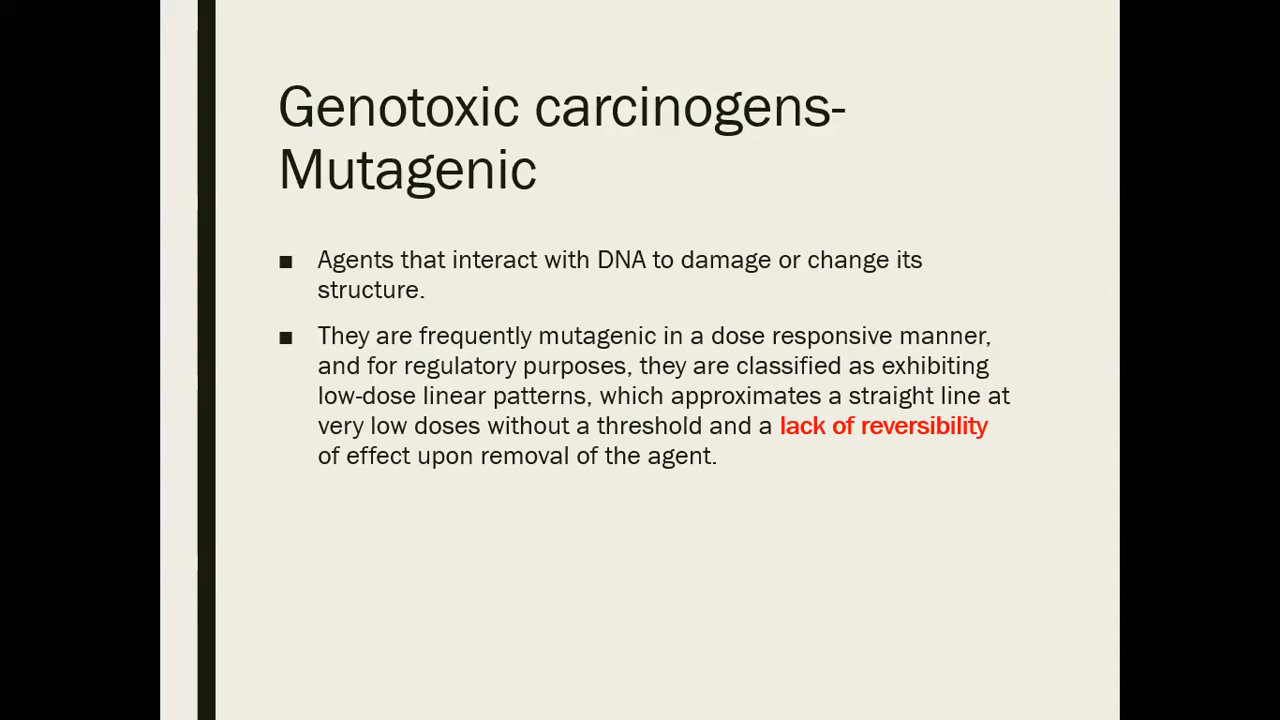 Genotoxic carcinogens-
Mutagenic
■ Agents that interact with DNA to damage or change its
structure.
■ They are frequently mutagenic in a dose responsive manner,
and for regulatory purposes, they are classified as exhibiting
low-dose linear patterns, which approximates a straight line at
very low doses without a threshold and a lack of reversibility
of effect upon removal of the agent.